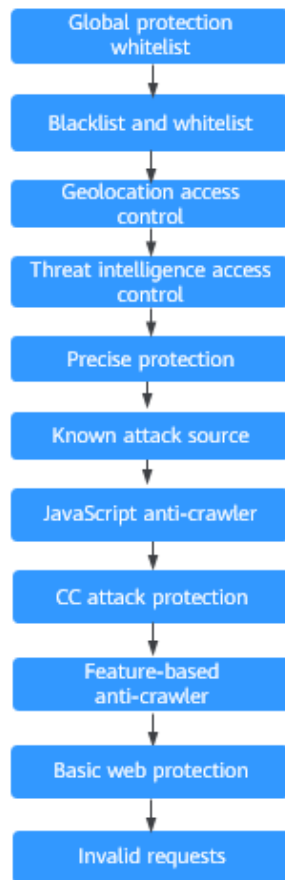 Global protection
whitelist
Blacklist and whitelist
Geolocation access
control
Threat intelligence access
control
Precise protection
Known attack source
JavaScript anti-crawler
CC attack protection
Feature-based
anti-crawler
Basic web protection
Invalid requests